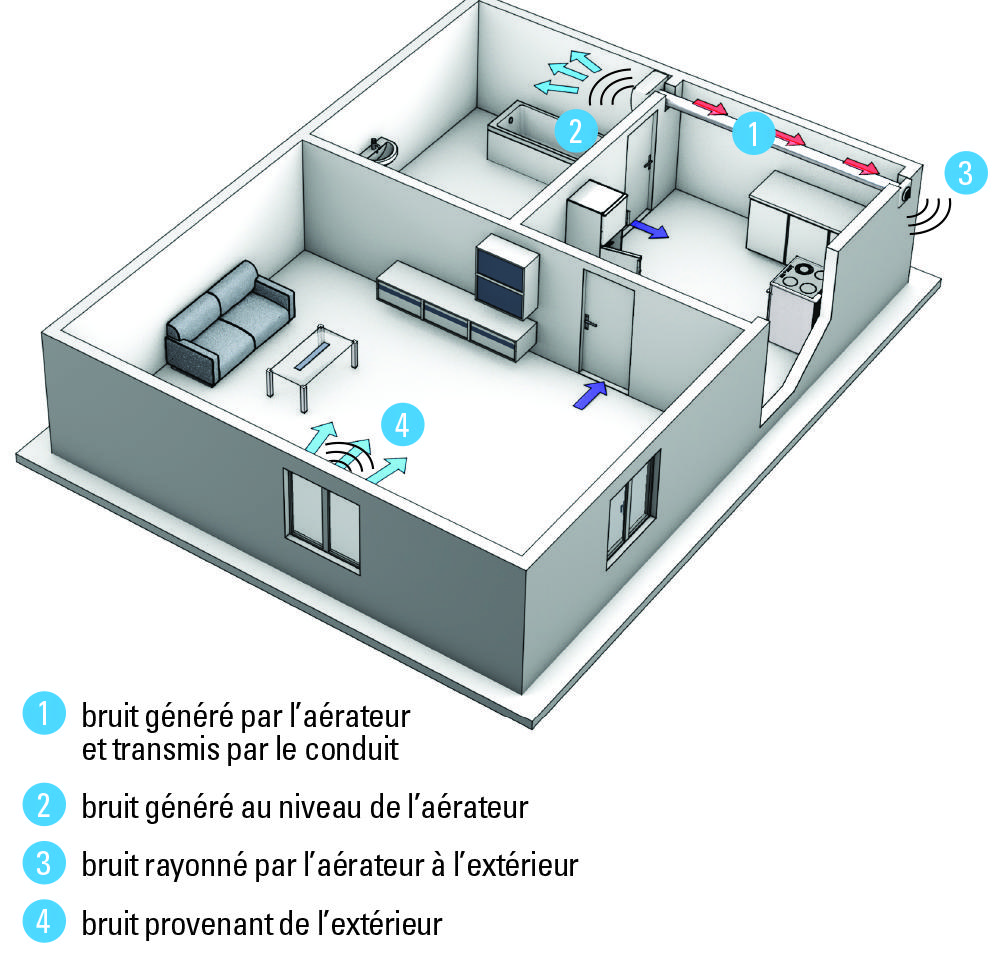 2
1
3
4
1 bruit généré par l'aérateur
et transmis par le conduit
2 bruit généré au niveau de l'aérateur
3 bruit rayonné par l'aérateur à l'extérieur
4 bruit provenant de l'extérieur